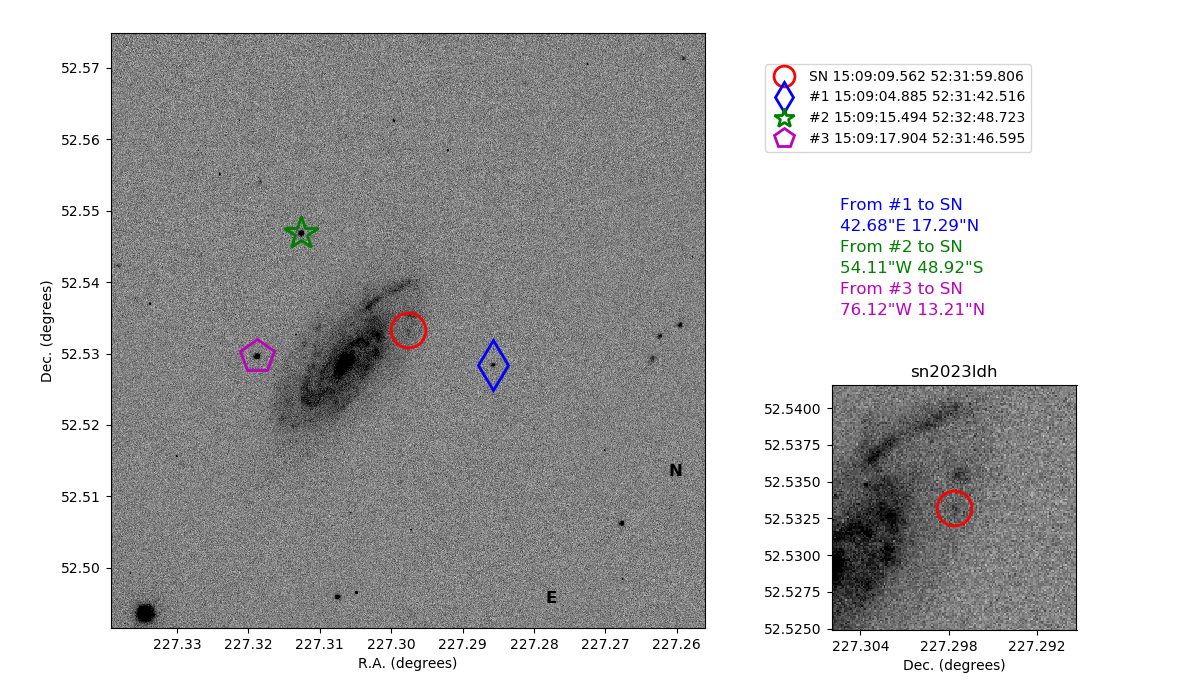 SN 15:09:09.562 52:31:59.806
#1 15:09:04.885 52:31:42.516
#2 15:09:15.494 52:32:48.723
#3 15:09:17.904 52:31:46.595
From #1 to SN
42.68"E 17.29"N
From #2 to SN
54.11"W 48.92"S
From #3 to SN
76.12"W 13.21"N
52.57
52.56
52.55
52.54
52.53
52.52
52.51
52.50
Dec. (degrees)
N
E
227.33 227.32 227.31 227.30 227.29 227.28 227.27 227.26
R.A. (degrees)
sn2023ldh
52.5400
52.5375
52.5350
52.5325
52.5300
52.5275
52.5250
227.304 227.298 227.292
Dec. (degrees)